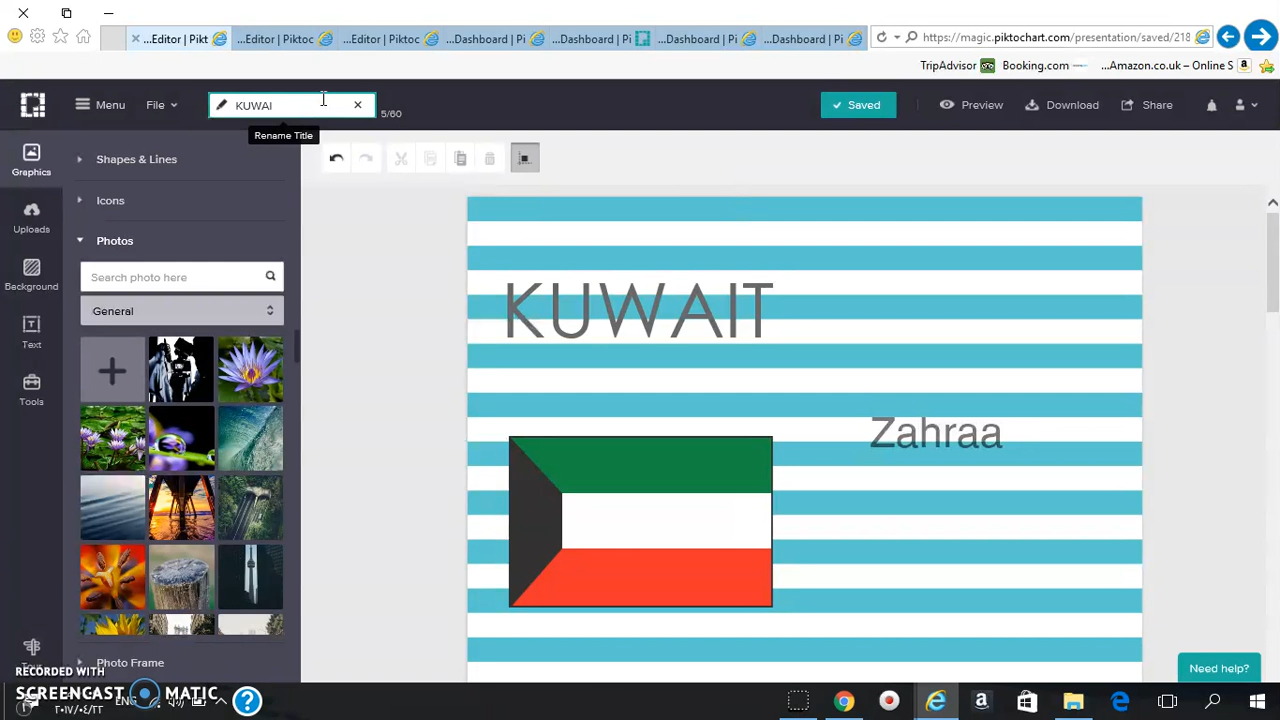 ...Editor | Pikt
...Editor | Piktoc
...Editor | Piktoc
...Dashboard | Pi
...Dashboard | Pi
...Dashboard | Pi
...Dashboard | Pi
https://magic.piktochart.com/presentation/saved/218
TripAdvisor
Booking.com
...Amazon.co.uk – Online S
Menu
File
KUWAI
5/60
Saved
Preview
Download
Share
Rename Title
Graphics
Shapes & Lines
Icons
Uploads
Photos
Search photo here
Background
General
Text
Tools
KUWAIT
Zahraa
Photo Frame
Need help?
RECORDED WITH
SCREENCAST MATIC